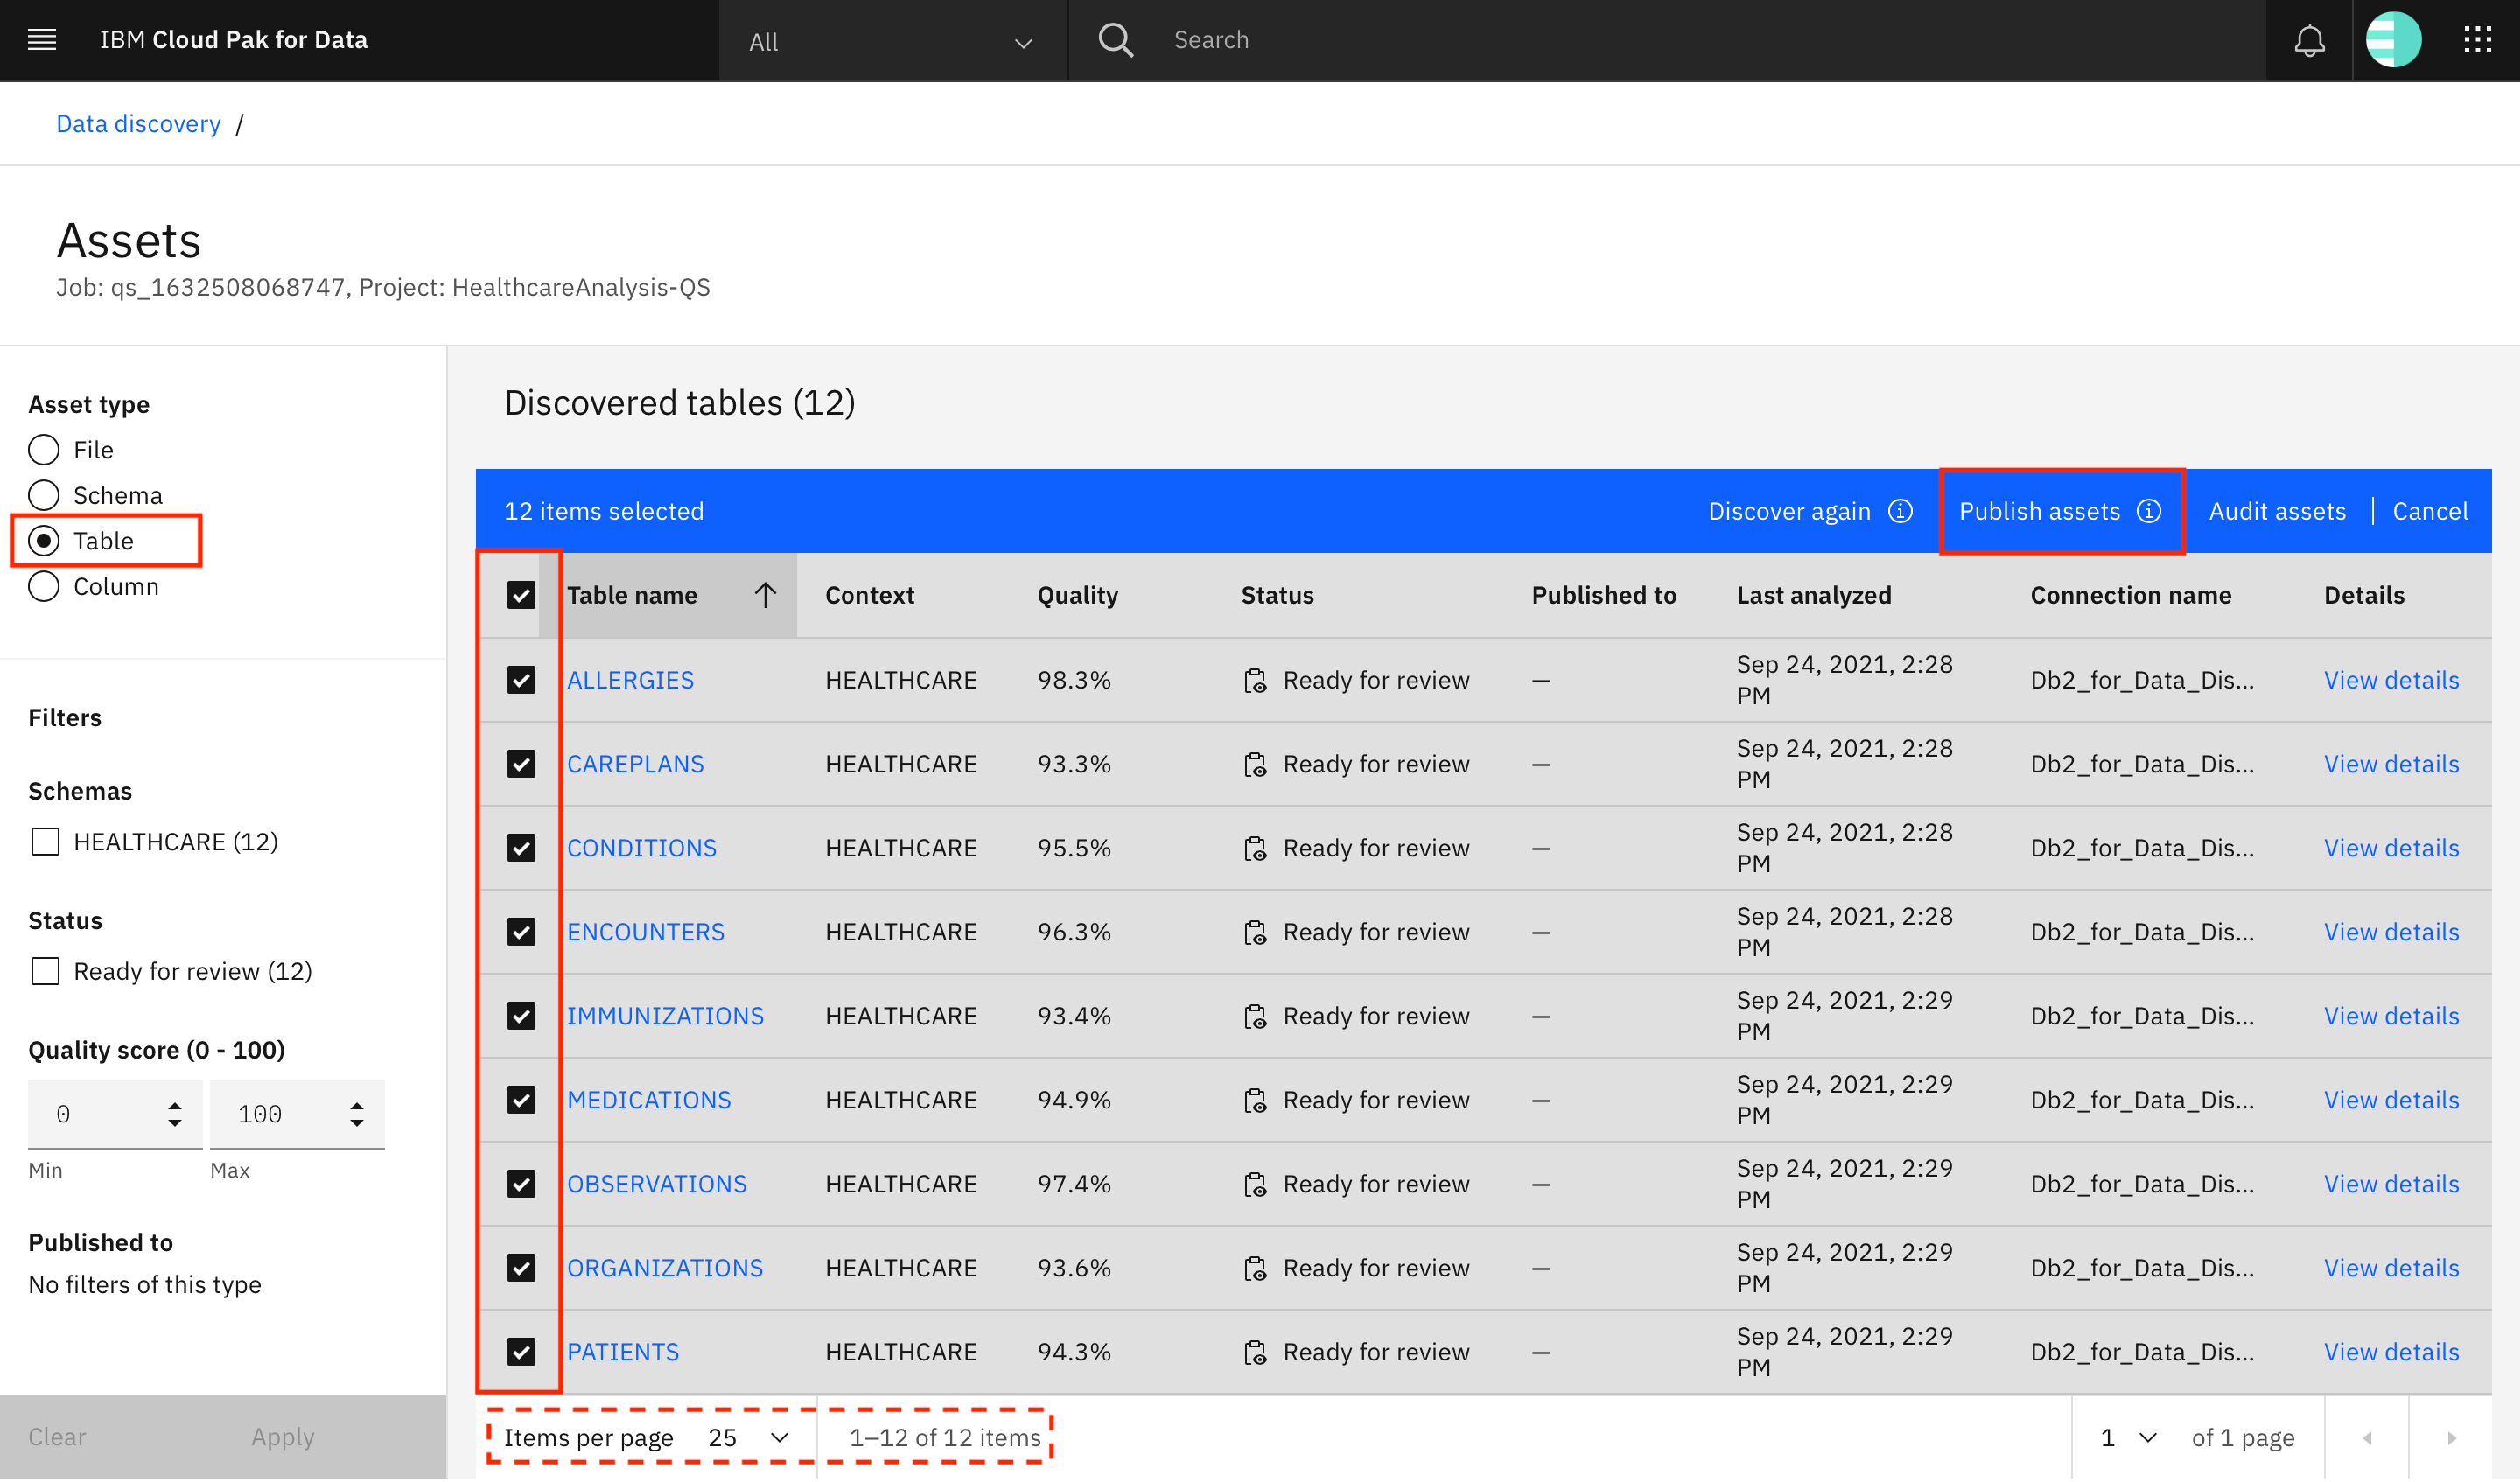 IBM Cloud Pak for Data
All
Search
Data discovery /
Assets
Job: qs_1632508068747, Project: HealthcareAnalysis-QS
Asset type
File
Schema
Table
Column
Filters
Schemas
HEALTHCARE (12)
Status
Ready for review (12)
Quality score (0 - 100)
0 100
Min Max
Published to
No filters of this type
Clear Apply
Discovered tables (12)
12 items selected Discover again Publish assets Audit assets | Cancel
Table name Context Quality Status Published to Last analyzed Connection name Details
ALLERGIES HEALTHCARE 98.3% Ready for review — Sep 24, 2021, 2:28 PM Db2_for_Data_Dis... View details
CAREPLANS HEALTHCARE 93.3% Ready for review — Sep 24, 2021, 2:28 PM Db2_for_Data_Dis... View details
CONDITIONS HEALTHCARE 95.5% Ready for review — Sep 24, 2021, 2:28 PM Db2_for_Data_Dis... View details
ENCOUNTERS HEALTHCARE 96.3% Ready for review — Sep 24, 2021, 2:28 PM Db2_for_Data_Dis... View details
IMMUNIZATIONS HEALTHCARE 93.4% Ready for review — Sep 24, 2021, 2:29 PM Db2_for_Data_Dis... View details
MEDICATIONS HEALTHCARE 94.9% Ready for review — Sep 24, 2021, 2:29 PM Db2_for_Data_Dis... View details
OBSERVATIONS HEALTHCARE 97.4% Ready for review — Sep 24, 2021, 2:29 PM Db2_for_Data_Dis... View details
ORGANIZATIONS HEALTHCARE 93.6% Ready for review — Sep 24, 2021, 2:29 PM Db2_for_Data_Dis... View details
PATIENTS HEALTHCARE 94.3% Ready for review — Sep 24, 2021, 2:29 PM Db2_for_Data_Dis... View details
Items per page 25 1–12 of 12 items 1 of 1 page